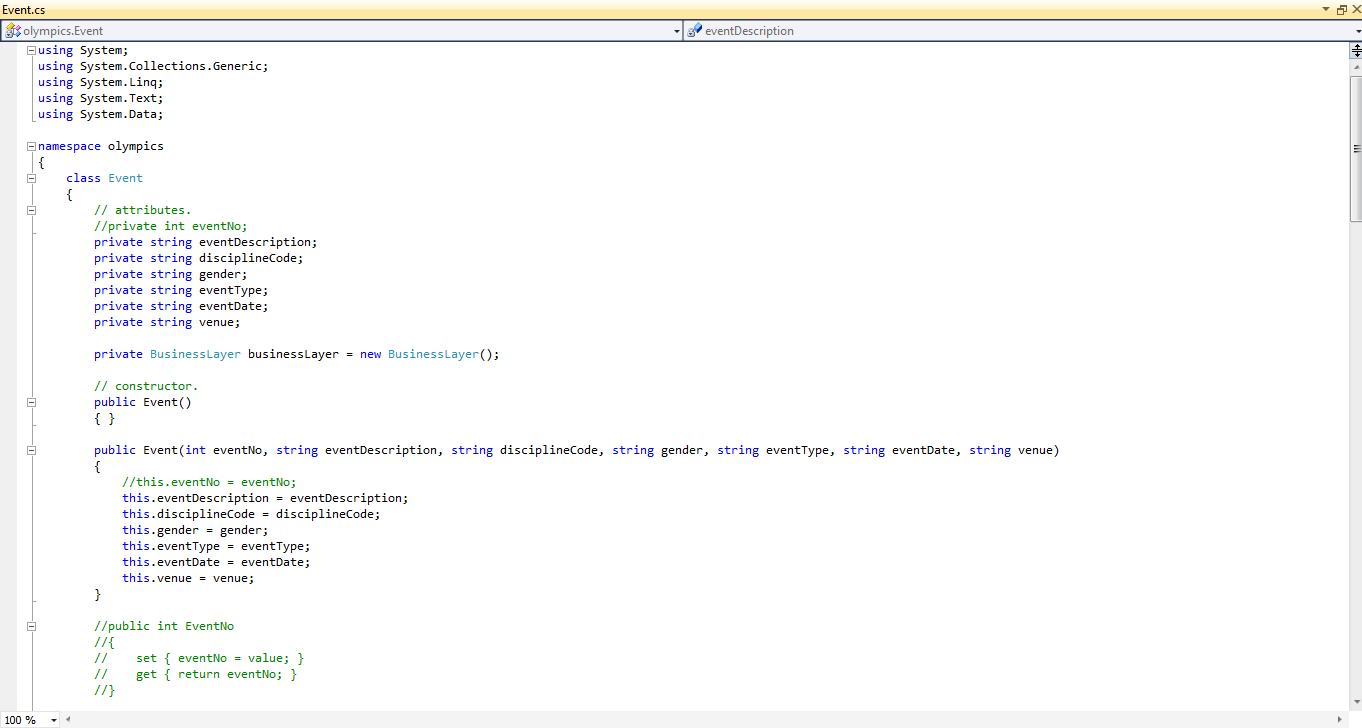 Event.cs
olympics.Event
eventDescription
using System;
using System.Collections.Generic;
using System.Linq;
using System.Text;
using System.Data;
namespace olympics
{
class Event
{
// attributes.
//private int eventNo;
private string eventDescription;
private string disciplineCode;
private string gender;
private string eventType;
private string eventDate;
private string venue;
private BusinessLayer businessLayer = new BusinessLayer();
// constructor.
public Event()
{ }
public Event(int eventNo, string eventDescription, string disciplineCode, string gender, string eventType, string eventDate, string venue)
{
//this.eventNo = eventNo;
this.eventDescription = eventDescription;
this.disciplineCode = disciplineCode;
this.gender = gender;
this.eventType = eventType;
this.eventDate = eventDate;
this.venue = venue;
}
//public int EventNo
//{
//    set { eventNo = value; }
//    get { return eventNo; }
//}
100 %